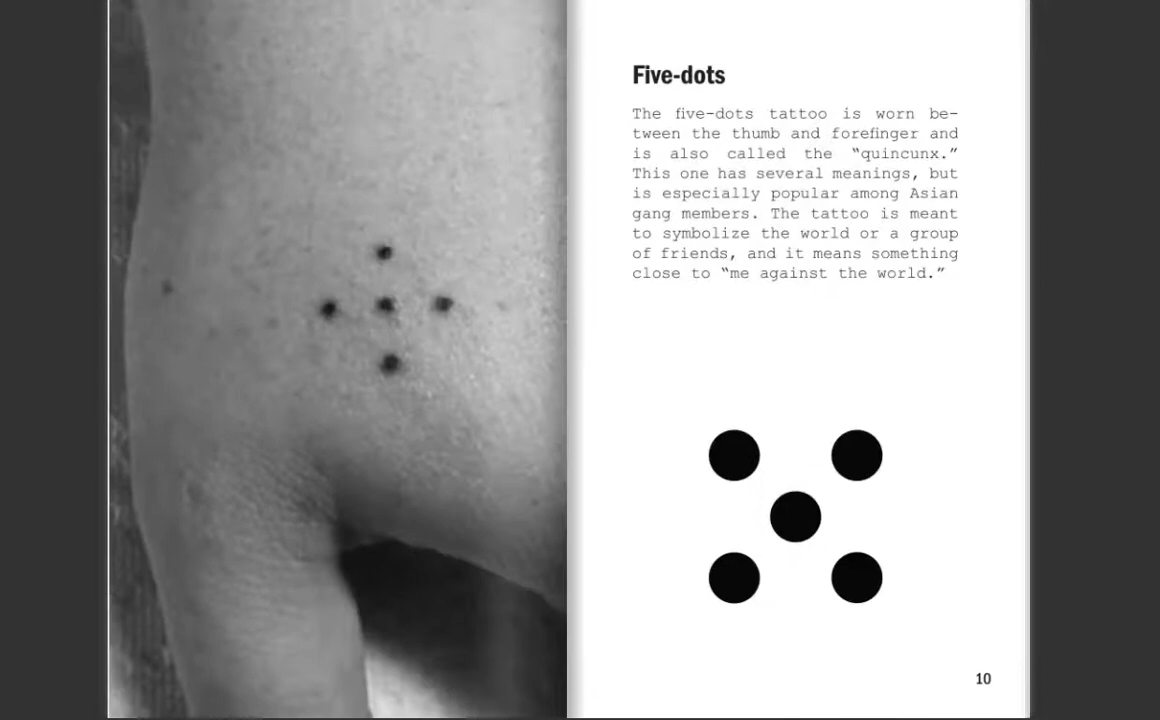 Five-dots
The five-dots tattoo is worn be-
tween the thumb and forefinger and
is also called the “quincunx.”
This one has several meanings, but
is especially popular among Asian
gang members. The tattoo is meant
to symbolize the world or a group
of friends, and it means something
close to “me against the world.”
10